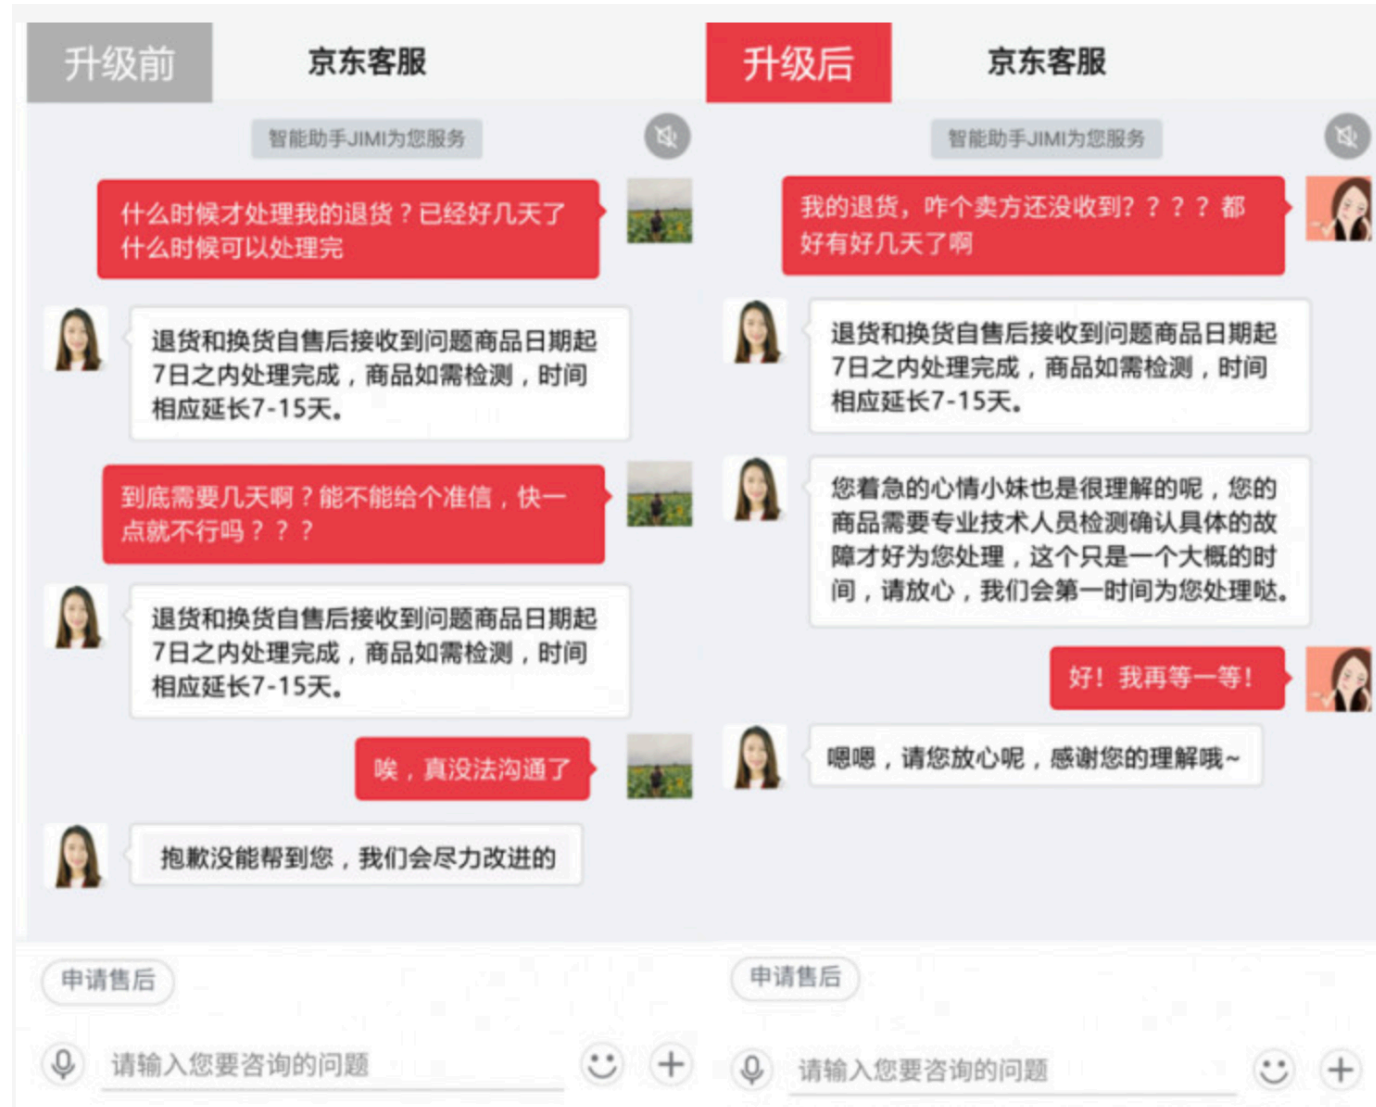 升级前
京东客服
智能助手JIMI为您服务
什么时候才处理我的退货？已经好几天了
什么时候可以处理完
退货和换货自售后接收到问题商品日期起
7日之内处理完成，商品如需检测，时间
相应延长7-15天。
到底需要几天啊？能不能给个准信，快一
点就不行吗？？？
退货和换货自售后接收到问题商品日期起
7日之内处理完成，商品如需检测，时间
相应延长7-15天。
唉，真没法沟通了
抱歉没能帮到您，我们会尽力改进的
申请售后
请输入您要咨询的问题
升级后
京东客服
智能助手JIMI为您服务
我的退货，咋个卖方还没收到？？？？都
好有好几天了啊
退货和换货自售后接收到问题商品日期起
7日之内处理完成，商品如需检测，时间
相应延长7-15天。
您着急的心情小妹也是很理解的呢，您的
商品需要专业技术人员检测确认具体的故
障才好为您处理，这个只是一个大概的时
间，请放心，我们会第一时间为您处理哒。
好！我再等一等！
嗯嗯，请您放心呢，感谢您的理解哦~
申请售后
请输入您要咨询的问题